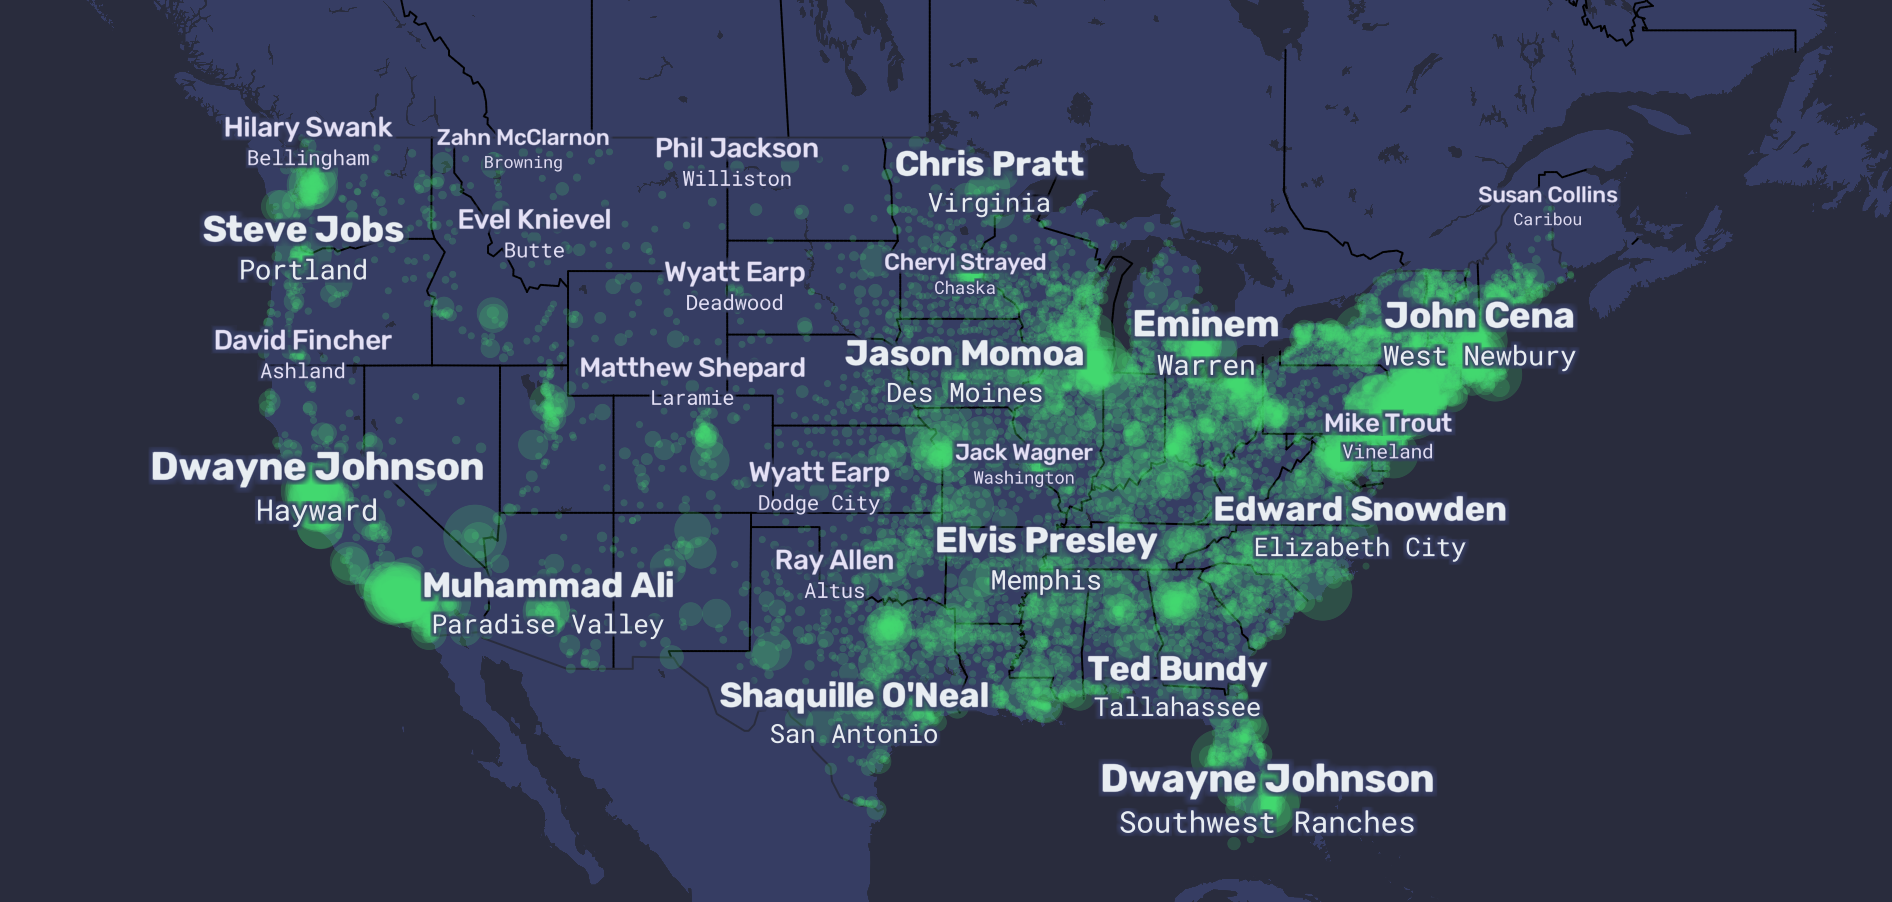 Hilary Swank
Bellingham
Zahn McClarnon
Browning
Phil Jackson
Williston
Chris Pratt
Virginia
Susan Collins
Caribou
Steve Jobs
Portland
Evel Knievel
Butte
Wyatt Earp
Deadwood
Cheryl Strayed
Chaska
David Fincher
Ashland
Matthew Shepard
Laramie
Jason Momoa
Des Moines
Eminem
Warren
John Cena
West Newbury
Mike Trout
Vineland
Dwayne Johnson
Hayward
Wyatt Earp
Dodge City
Jack Wagner
Washington
Edward Snowden
Elizabeth City
Muhammad Ali
Paradise Valley
Ray Allen
Altus
Elvis Presley
Memphis
Shaquille O'Neal
San Antonio
Ted Bundy
Tallahassee
Dwayne Johnson
Southwest Ranches